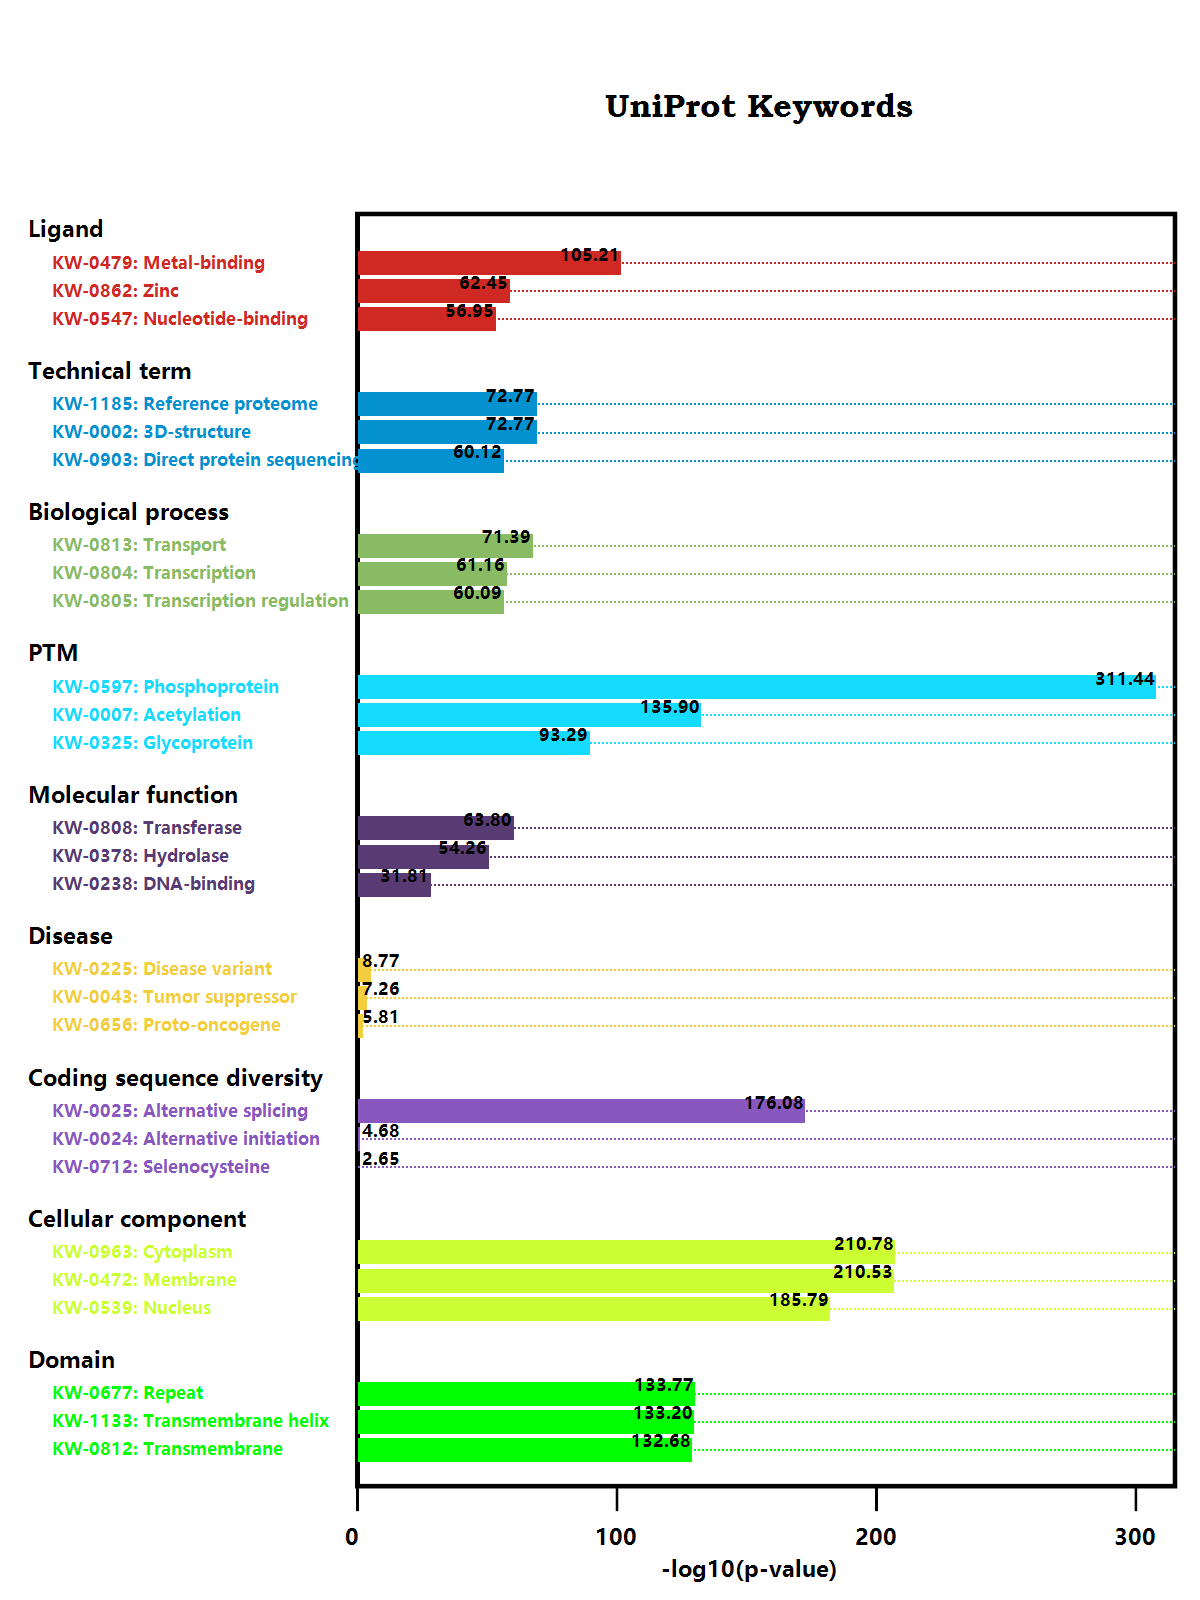 UniProt Keywords
Ligand
KW-0479: Metal-binding 105.21
KW-0862: Zinc 62.45
KW-0547: Nucleotide-binding 56.95
Technical term
KW-1185: Reference proteome 72.77
KW-0002: 3D-structure 72.77
KW-0903: Direct protein sequencing 60.12
Biological process
KW-0813: Transport 71.39
KW-0804: Transcription 61.16
KW-0805: Transcription regulation 60.09
PTM
KW-0597: Phosphoprotein 311.44
KW-0007: Acetylation 135.90
KW-0325: Glycoprotein 93.29
Molecular function
KW-0808: Transferase 63.80
KW-0378: Hydrolase 54.26
KW-0238: DNA-binding 31.81
Disease
KW-0225: Disease variant 8.77
KW-0043: Tumor suppressor 7.26
KW-0656: Proto-oncogene 5.81
Coding sequence diversity
KW-0025: Alternative splicing 176.08
KW-0024: Alternative initiation 4.68
KW-0712: Selenocysteine 2.65
Cellular component
KW-0963: Cytoplasm 210.78
KW-0472: Membrane 210.53
KW-0539: Nucleus 185.79
Domain
KW-0677: Repeat 133.77
KW-1133: Transmembrane helix 133.20
KW-0812: Transmembrane 132.68
0 100 200 300
-log10(p-value)